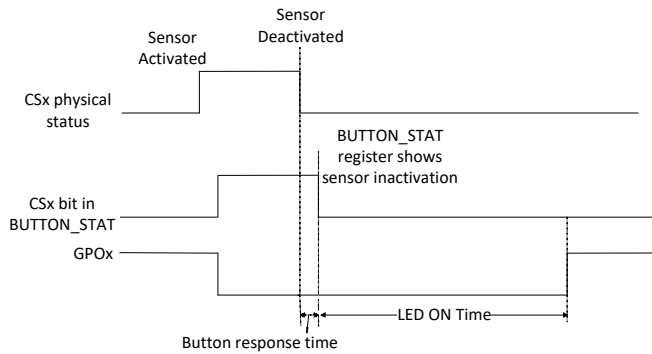 Sensor
Deactivated
Sensor
Activated
CSx physical
status
BUTTON_STAT
register shows
sensor inactivation
CSx bit in
BUTTON_STAT
GPOx
LED ON Time
Button response time